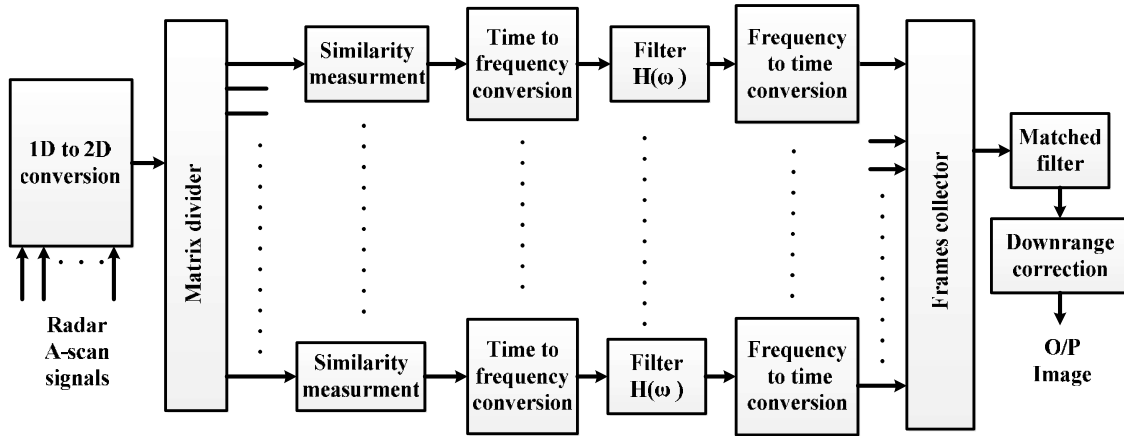 1D to 2D
conversion
Radar
A-scan
signals
Matrix divider
Similarity
measurment
Time to
frequency
conversion
Filter
H(ω )
Frequency
to time
conversion
Similarity
measurment
Time to
frequency
conversion
Filter
H(ω )
Frequency
to time
conversion
Frames collector
Matched
filter
Downrange
correction
O/P
Image